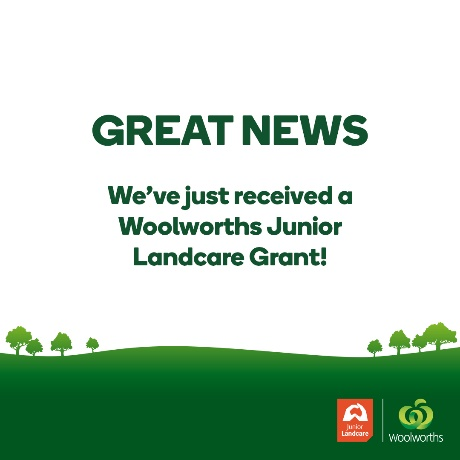 GREAT NEWS
We’ve just received a
Woolworths Junior
Landcare Grant!
Junior
Landcare
Woolworths